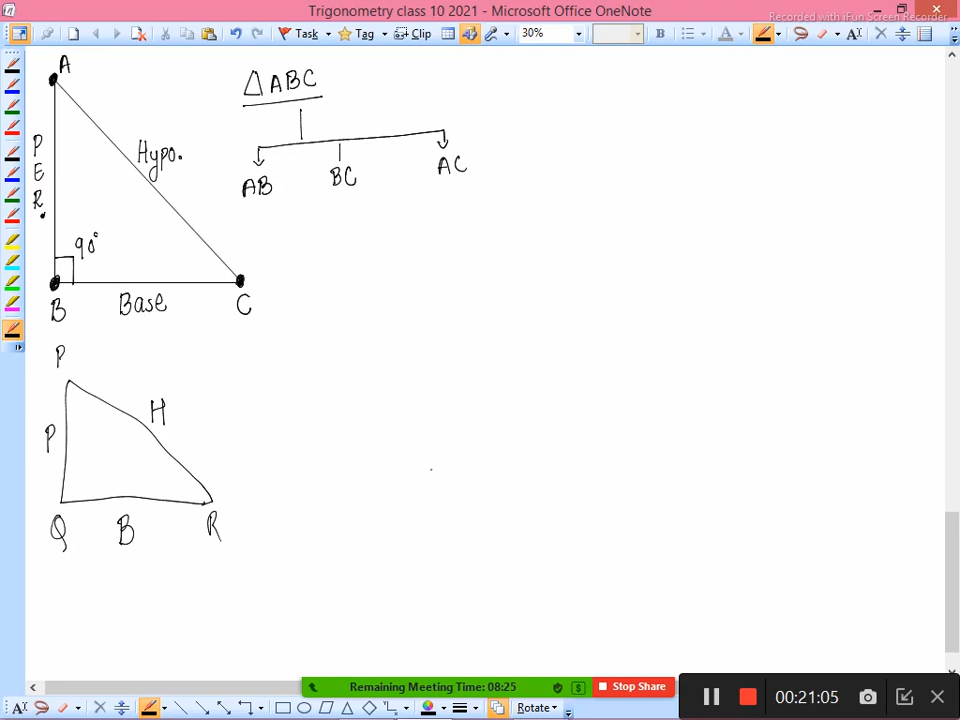 Trigonometry class 10 2021 - Microsoft Office OneNote
Recorded with iFun Screen Recorder
Task Tag Clip 30% B A A
A
△ABC
PER.
Hypo.
AB BC AC
90°
B Base C
P
P H
Q B R
Remaining Meeting Time: 08:25 Stop Share
00:21:05
Rotate